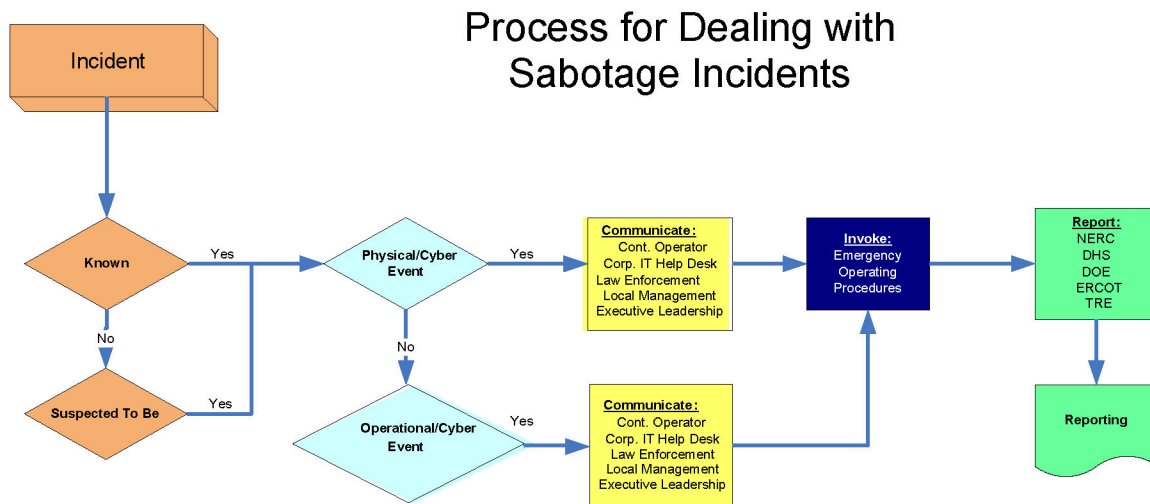 Process for Dealing with
Sabotage Incidents
Incident
Known
Yes
No
Suspected To Be
Yes
Physical/Cyber
Event
Yes
No
Operational/Cyber
Event
Yes
Communicate:
Cont. Operator
Corp. IT Help Desk
Law Enforcement
Local Management
Executive Leadership
Communicate:
Cont. Operator
Corp. IT Help Desk
Law Enforcement
Local Management
Executive Leadership
Invoke:
Emergency
Operating
Procedures
Report:
NERC
DHS
DOE
ERCOT
TRE
Reporting